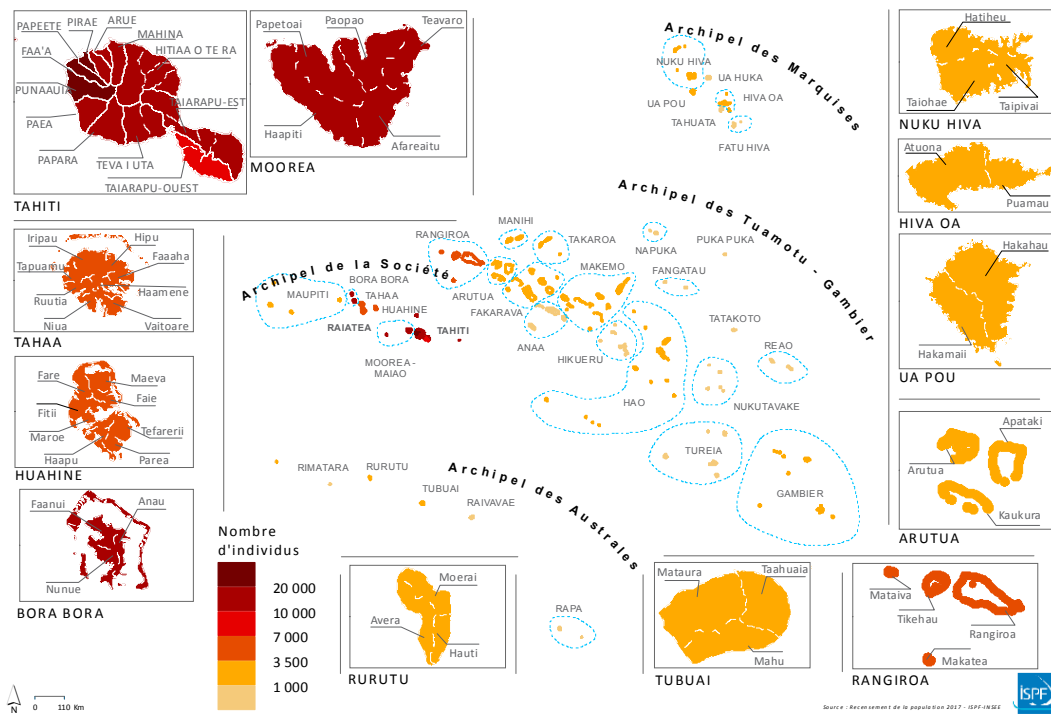 PAPEETE
PIRAE
ARUE
MAHINA
FAA'A
HITIAA O TE RA
PUNAAUIA
TAIARAPU-EST
PAEA
PAPARA
TEVA I UTA
TAIARAPU-OUEST
TAHITI
Papetoai
Paopao
Teavaro
Haapiti
Afareaitu
MOOREA
Archipel des Marquises
NUKU HIVA
UA HUKA
UA POU
HIVA OA
TAHUATA
FATU HIVA
Hatiheu
Taiohae
Taipivai
NUKU HIVA
Atuona
Puamau
HIVA OA
Hakahau
Hakamaii
UA POU
Iripau
Hipu
Tapuamu
Faaaha
Ruutia
Haamene
Niua
Vaitoare
TAHAA
Archipel de la Société
MAUPITI
BORA BORA
TAHAA
HUAHINE
RAIATEA
TAHITI
MOOREA -
MAIAO
Archipel des Tuamotu - Gambier
RANGIROA
MANIHI
TAKAROA
NAPUKA
PUKA PUKA
ARUTUA
FAKARAVA
MAKEMO
FANGATAU
ANAA
HIKUERU
TATAKOTO
REAO
HAO
NUKUTAVAKE
TUREIA
GAMBIER
Fare
Maeva
Faie
Fitii
Maroe
Tefarerii
Haapu
Parea
HUAHINE
Faanui
Anau
Nunue
BORA BORA
Archipel des Australes
RIMATARA
RURUTU
TUBUAI
RAIVAVAE
RAPA
Apataki
Arutua
Kaukura
ARUTUA
Nombre
d'individus
20 000
10 000
7 000
3 500
1 000
Moerai
Avera
Hauti
RURUTU
Mataura
Taahuaia
Mahu
TUBUAI
Mataiva
Tikehau
Rangiroa
Makatea
RANGIROA
N
0 110 Km
Source : Recensement de la population 2017 - ISPF-INSEE
iSPF